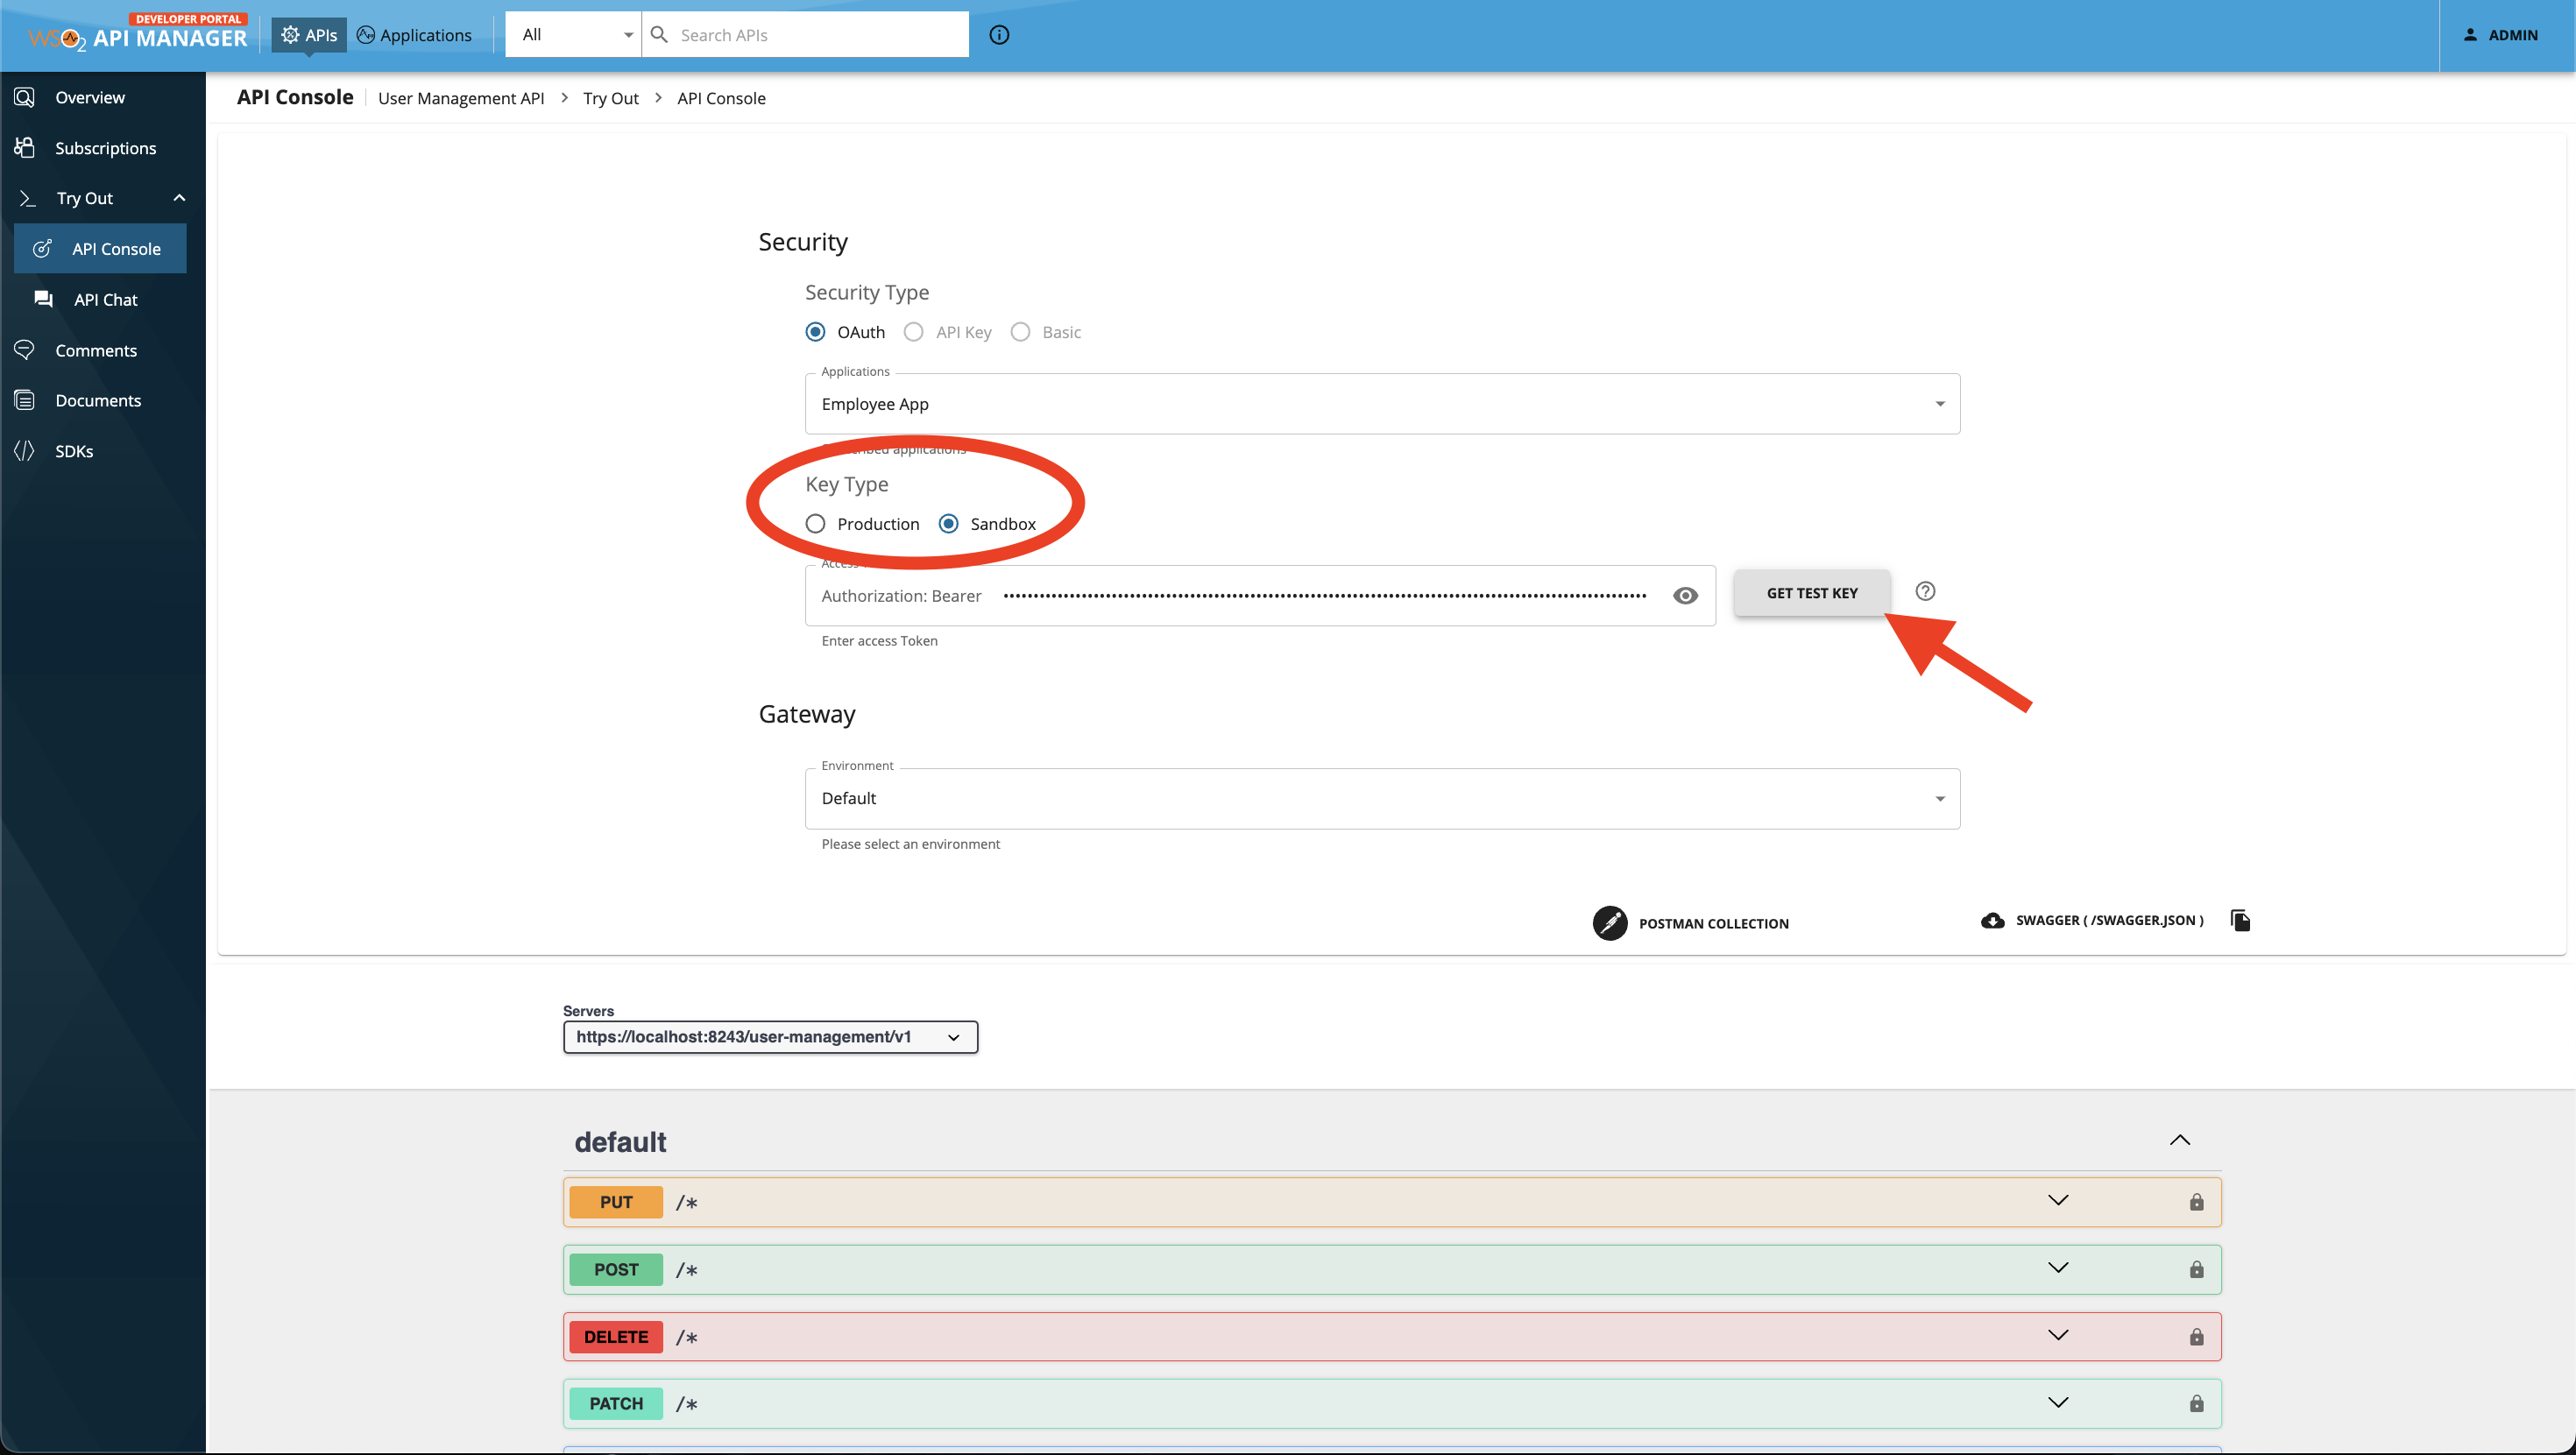 DEVELOPER PORTAL
WSO2 API MANAGER
APIs
Applications
All
Search APIs
ADMIN
Overview
Subscriptions
Try Out
API Console
API Chat
Comments
Documents
SDKs
API Console
User Management API > Try Out > API Console
Security
Security Type
OAuth
API Key
Basic
Applications
Employee App
applications
Key Type
Production
Sandbox
Access
Authorization: Bearer
GET TEST KEY
Enter access Token
Gateway
Environment
Default
Please select an environment
POSTMAN COLLECTION
SWAGGER ( /SWAGGER.JSON )
Servers
https://localhost:8243/user-management/v1
default
PUT /*
POST /*
DELETE /*
PATCH /*